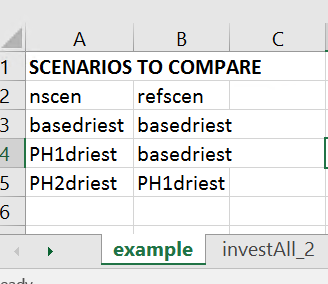 A B C
1 SCENARIOS TO COMPARE
2 nscen refscen
3 basedriest basedriest
4 PH1driest basedriest
5 PH2driest PH1driest
6
example investAll_2